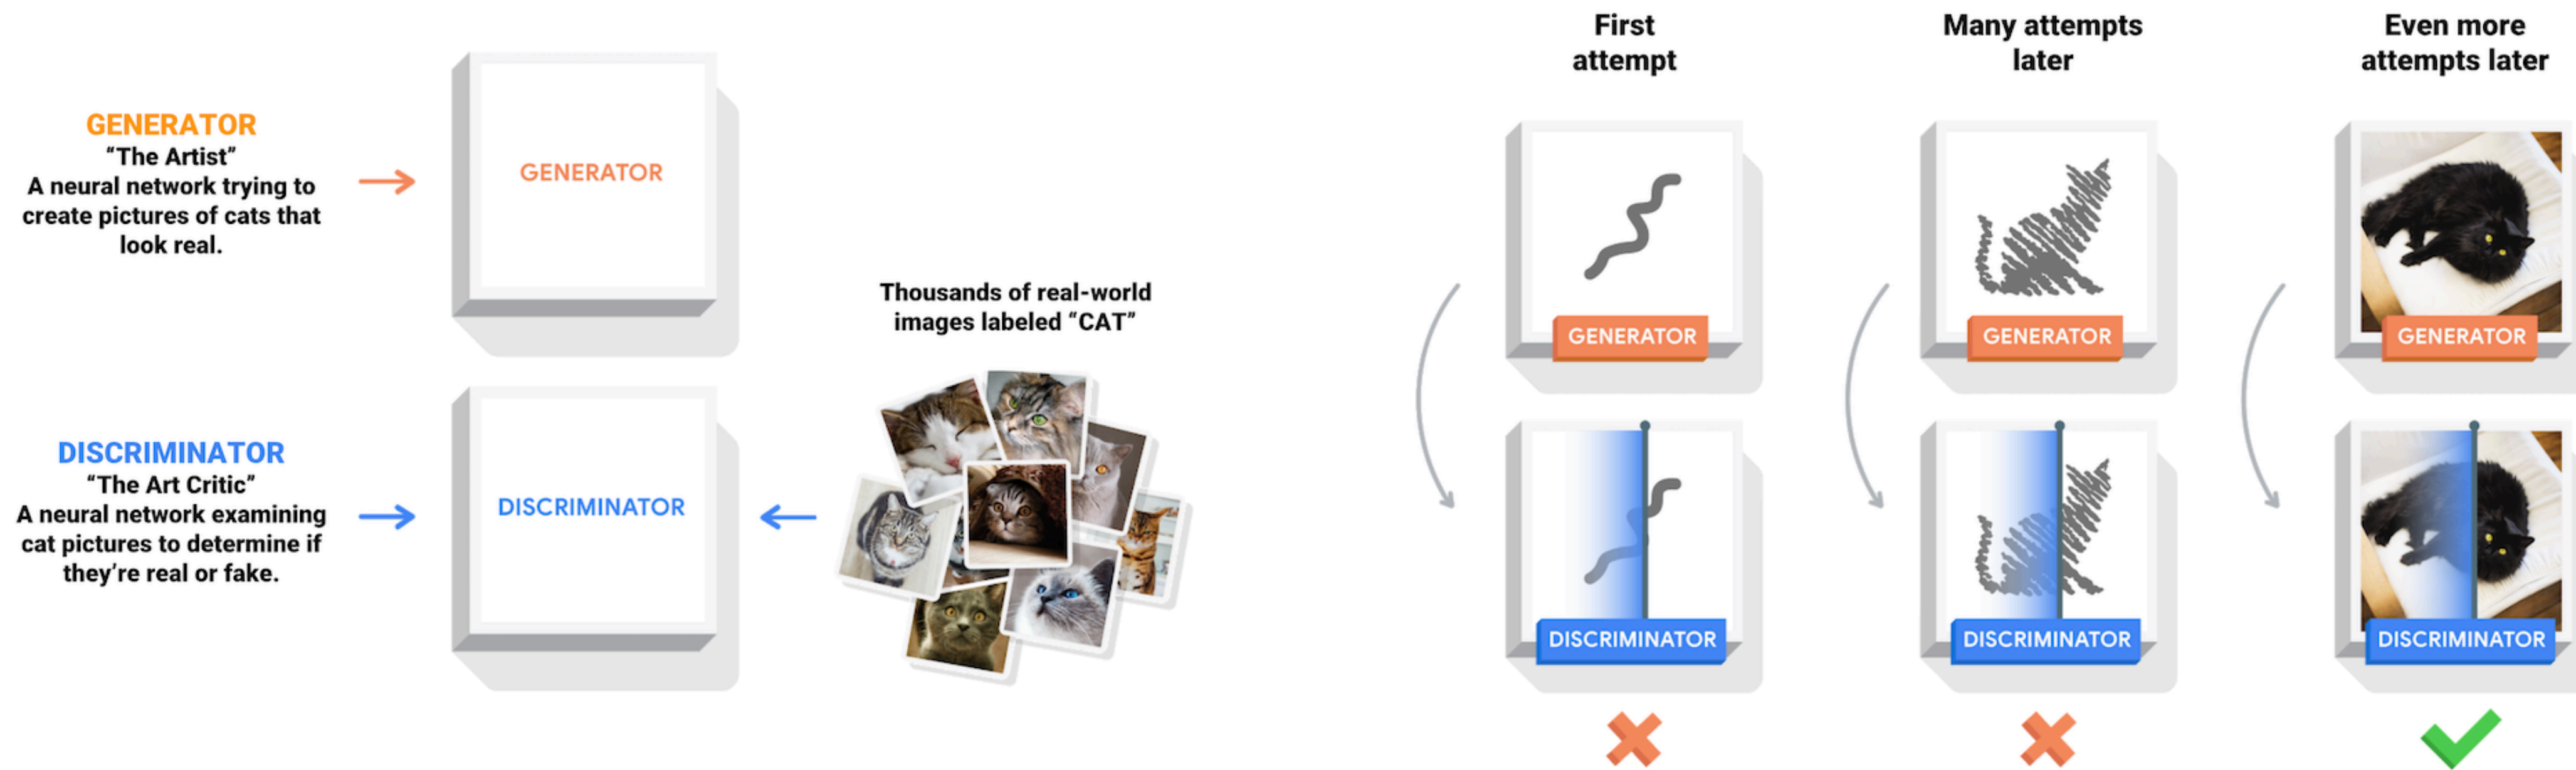 GENERATOR
“The Artist”
A neural network trying to
create pictures of cats that
look real.
GENERATOR
DISCRIMINATOR
“The Art Critic”
A neural network examining
cat pictures to determine if
they’re real or fake.
DISCRIMINATOR
Thousands of real-world
images labeled “CAT”
First
attempt
GENERATOR
DISCRIMINATOR
Many attempts
later
GENERATOR
DISCRIMINATOR
Even more
attempts later
GENERATOR
DISCRIMINATOR